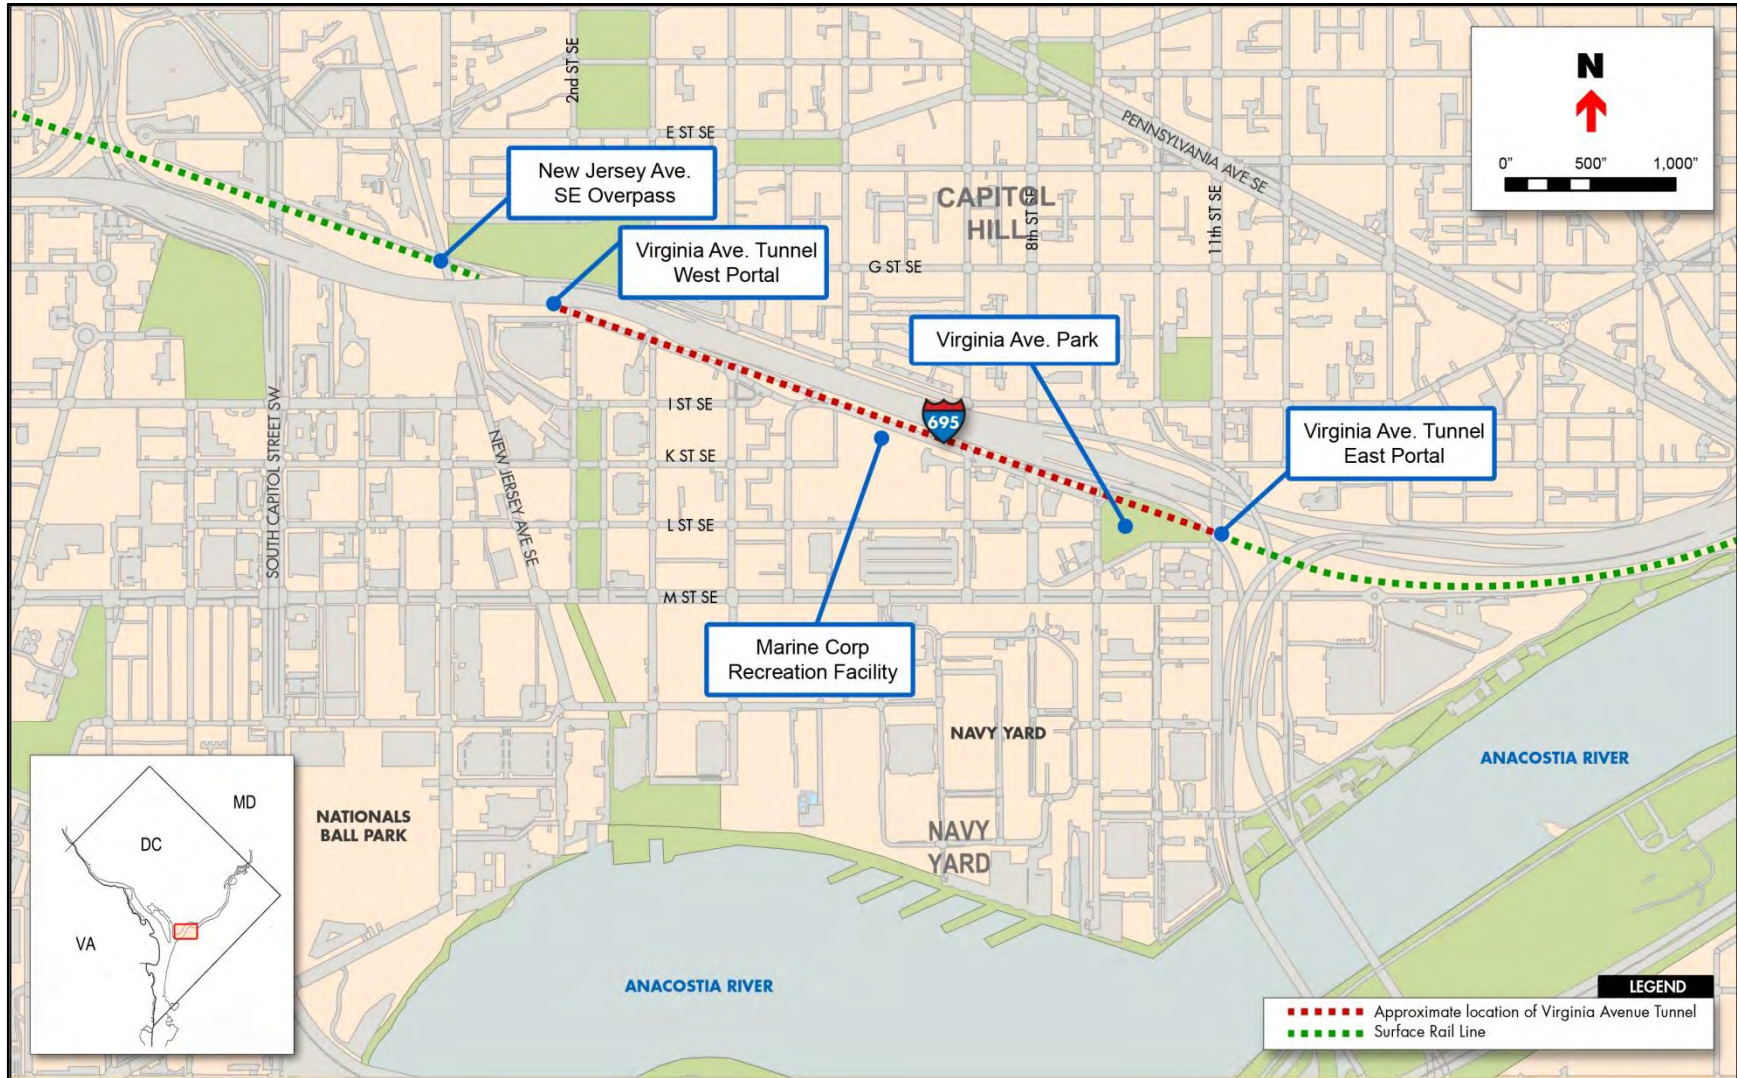 2nd ST SE
E ST SE
PENNSYLVANIA AVE SE
N
0"
500"
1,000"
New Jersey Ave.
SE Overpass
CAPITOL
HILL
8th ST SE
11th ST SE
Virginia Ave. Tunnel
West Portal
G ST SE
Virginia Ave. Park
SOUTH CAPITOL STREET SW
I ST SE
695
NEW JERSEY AVE SE
K ST SE
Virginia Ave. Tunnel
East Portal
L ST SE
M ST SE
Marine Corp
Recreation Facility
NAVY YARD
ANACOSTIA RIVER
MD
DC
VA
NATIONALS
BALL PARK
NAVY
YARD
ANACOSTIA RIVER
LEGEND
Approximate location of Virginia Avenue Tunnel
Surface Rail Line